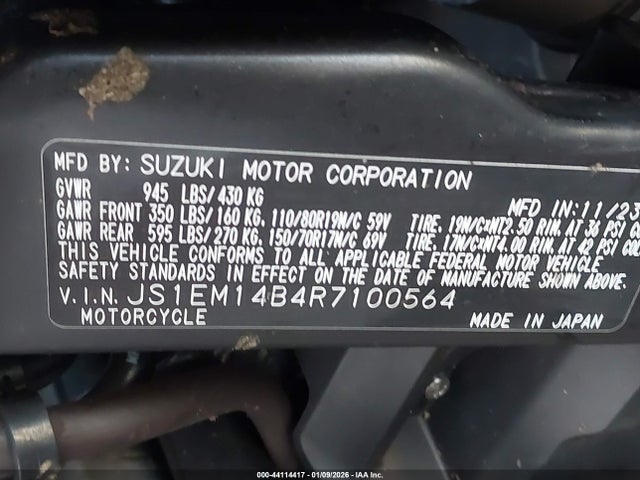 MFD BY: SUZUKI MOTOR CORPORATION
GVWR 945 LBS/ 430 KG MFD IN:11/23
GAWR FRONT 350 LBS/ 160 KG, 110/80R19M/C 59V TIRE, 19M/C×MT2.50 RIM, AT 36 PSI
GAWR REAR 595 LBS/ 270 KG, 150/70R17M/C 69V TIRE, 17M/C×MT4.00 RIM, AT 42 PSI
THIS VEHICLE CONFORMS TO ALL APPLICABLE FEDERAL MOTOR VEHICLE
SAFETY STANDARDS IN EFFECT ON THE DATE OF MANUFACTURE SHOWN ABOVE.
V.I.N. JS1EM14B4R7100564
MOTORCYCLE MADE IN JAPAN
000-44114417 - 01/09/2026 - IAA Inc.